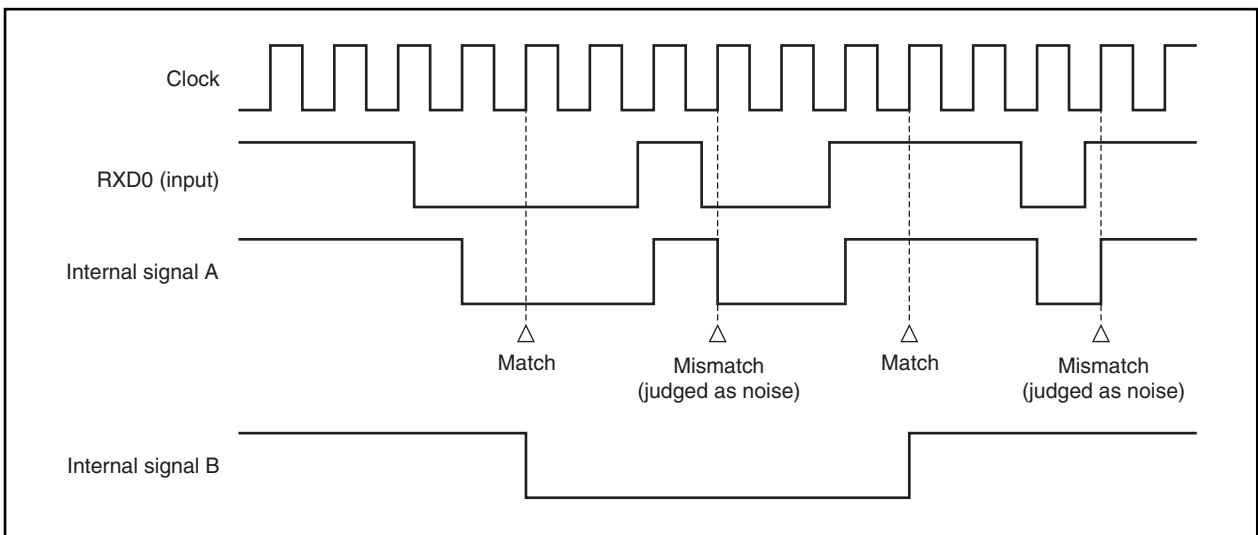 Clock
RXD0 (input)
Internal signal A
Match
Mismatch
(judged as noise)
Match
Mismatch
(judged as noise)
Internal signal B